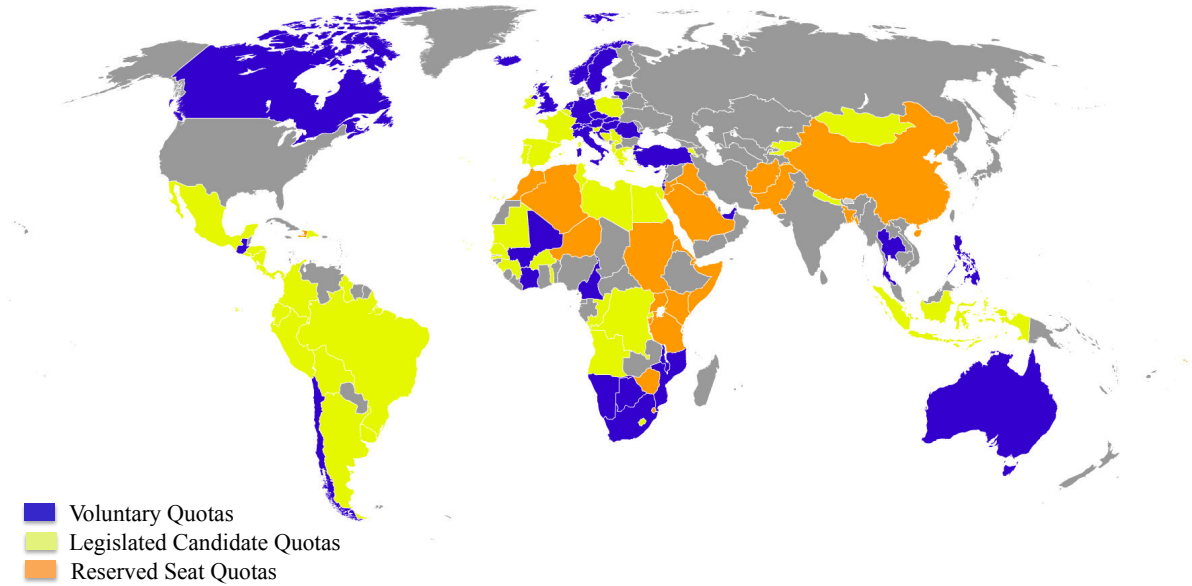 Voluntary Quotas
Legislated Candidate Quotas
Reserved Seat Quotas